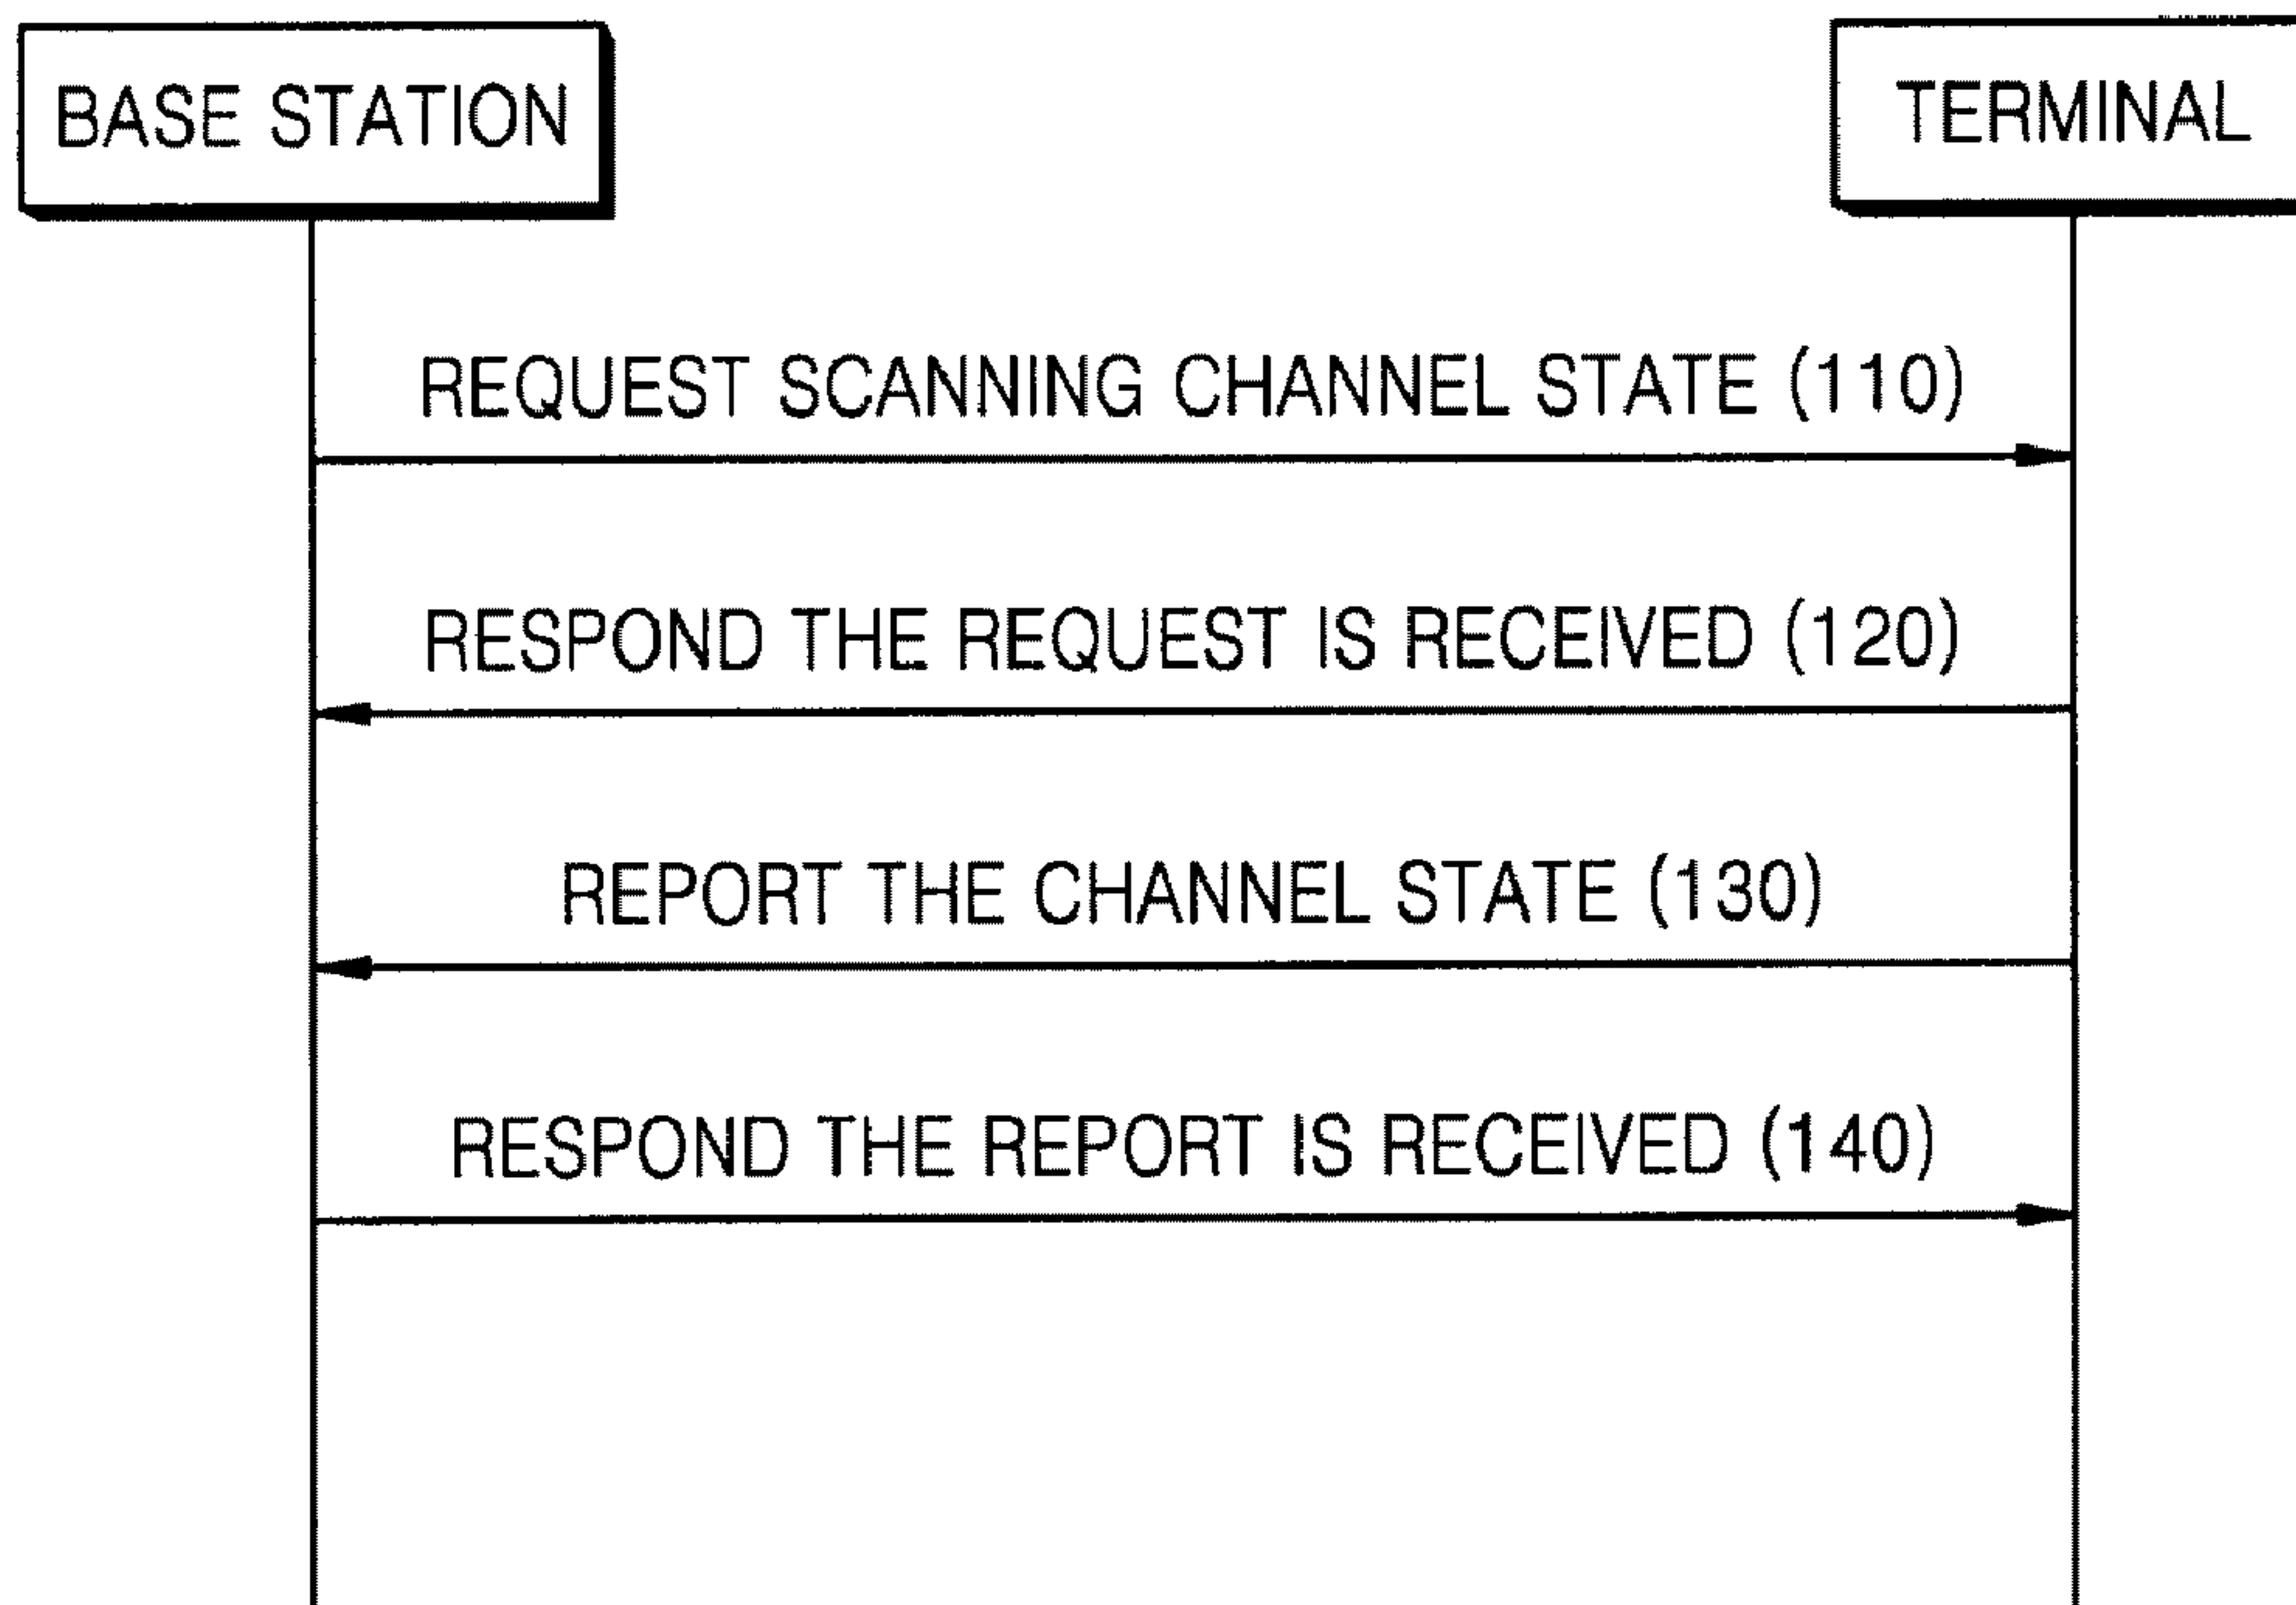 BASE STATION
TERMINAL
REQUEST SCANNING CHANNEL STATE (110)
RESPOND THE REQUEST IS RECEIVED (120)
REPORT THE CHANNEL STATE (130)
RESPOND THE REPORT IS RECEIVED (140)